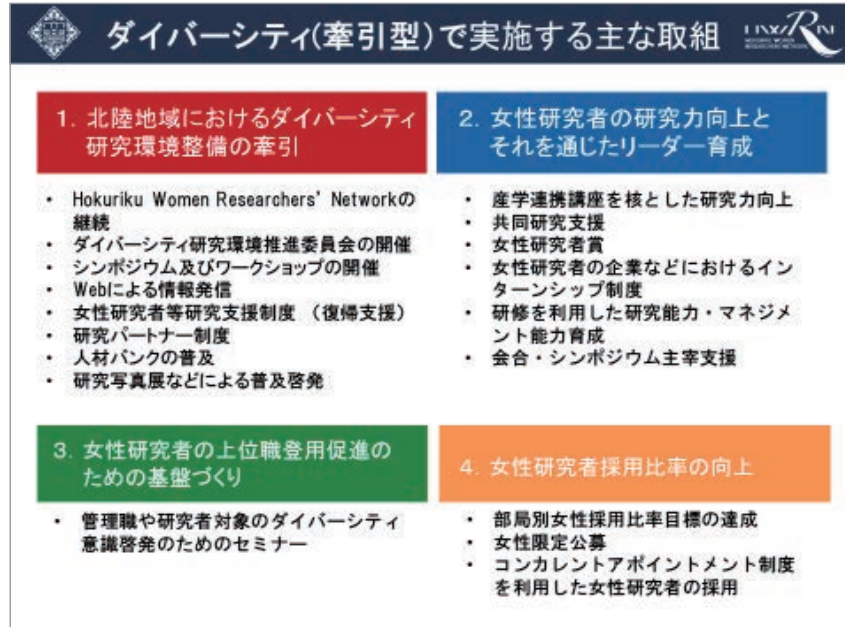 ダイバーシティ(牽引型)で実施する主な取組
1. 北陸地域におけるダイバーシティ
研究環境整備の牽引
・ Hokuriku Women Researchers' Networkの
継続
・ ダイバーシティ研究環境推進委員会の開催
・ シンポジウム及びワークショップの開催
・ Webによる情報発信
・ 女性研究者等研究支援制度 （復帰支援）
・ 研究パートナー制度
・ 人材バンクの普及
・ 研究写真展などによる普及啓発
2. 女性研究者の研究力向上と
それを通じたリーダー育成
・ 産学連携講座を核とした研究力向上
・ 共同研究支援
・ 女性研究者賞
・ 女性研究者の企業などにおけるイン
ターンシップ制度
・ 研修を利用した研究能力・マネジメ
ント能力育成
・ 会合・シンポジウム主宰支援
3. 女性研究者の上位職登用促進の
ための基盤づくり
・ 管理職や研究者対象のダイバーシティ
意識啓発のためのセミナー
4. 女性研究者採用比率の向上
・ 部局別女性採用比率目標の達成
・ 女性限定公募
・ コンカレントアポイントメント制度
を利用した女性研究者の採用